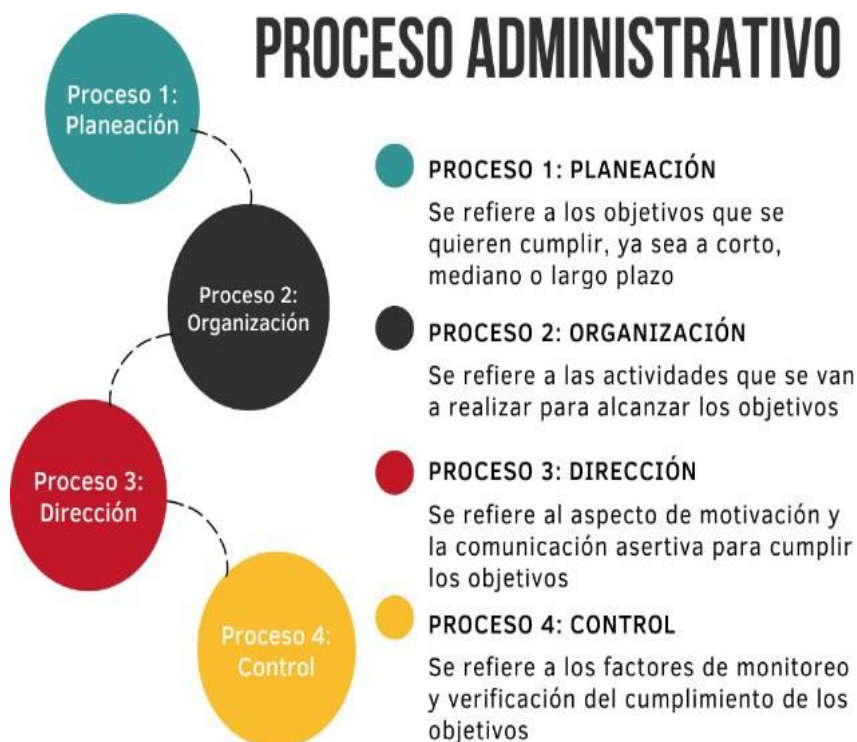 PROCESO ADMINISTRATIVO
Proceso 1:
Planeación
Proceso 2:
Organización
Proceso 3:
Dirección
Proceso 4:
Control
PROCESO 1: PLANEACIÓN
Se refiere a los objetivos que se
quieren cumplir, ya sea a corto,
mediano o largo plazo
PROCESO 2: ORGANIZACIÓN
Se refiere a las actividades que se van
a realizar para alcanzar los objetivos
PROCESO 3: DIRECCIÓN
Se refiere al aspecto de motivación y
la comunicación asertiva para cumplir
los objetivos
PROCESO 4: CONTROL
Se refiere a los factores de monitoreo
y verificación del cumplimiento de los
objetivos